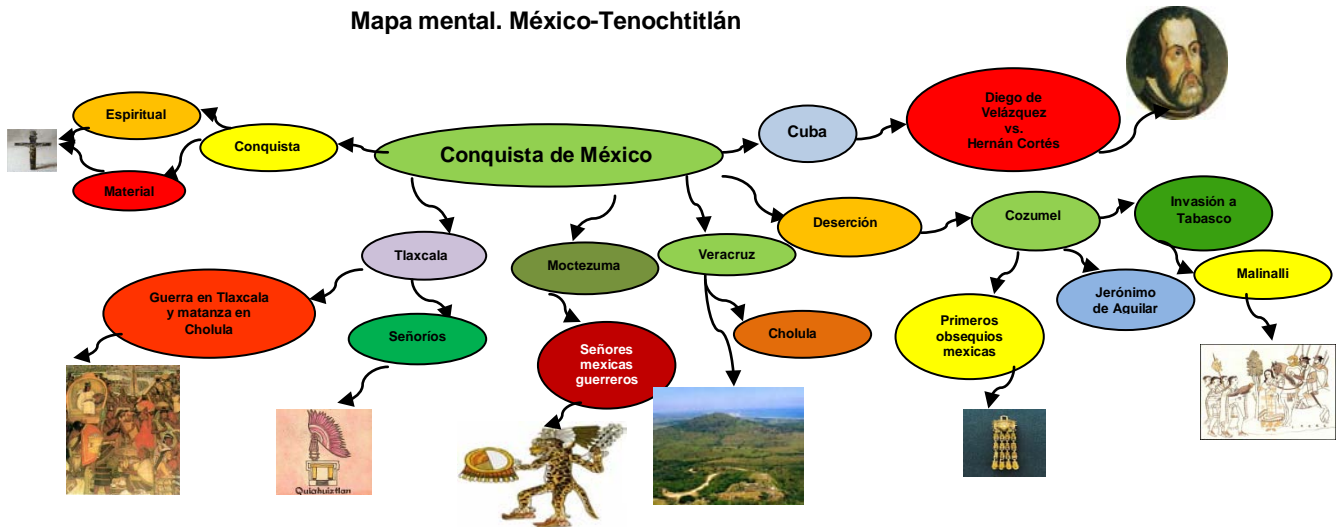 Mapa mental. México-Tenochtitlán
Diego de
Velázquez
vs.
Hernán Cortés
Cuba
Espiritual
Conquista
Material
Conquista de México
Deserción
Cozumel
Invasión a
Tabasco
Tlaxcala
Moctezuma
Veracruz
Malinalli
Guerra en Tlaxcala
y matanza en
Cholula
Señoríos
Señores
mexicas
guerreros
Cholula
Primeros
obsequios
mexicas
Jerónimo
de Aguilar
Quiahuiztlan